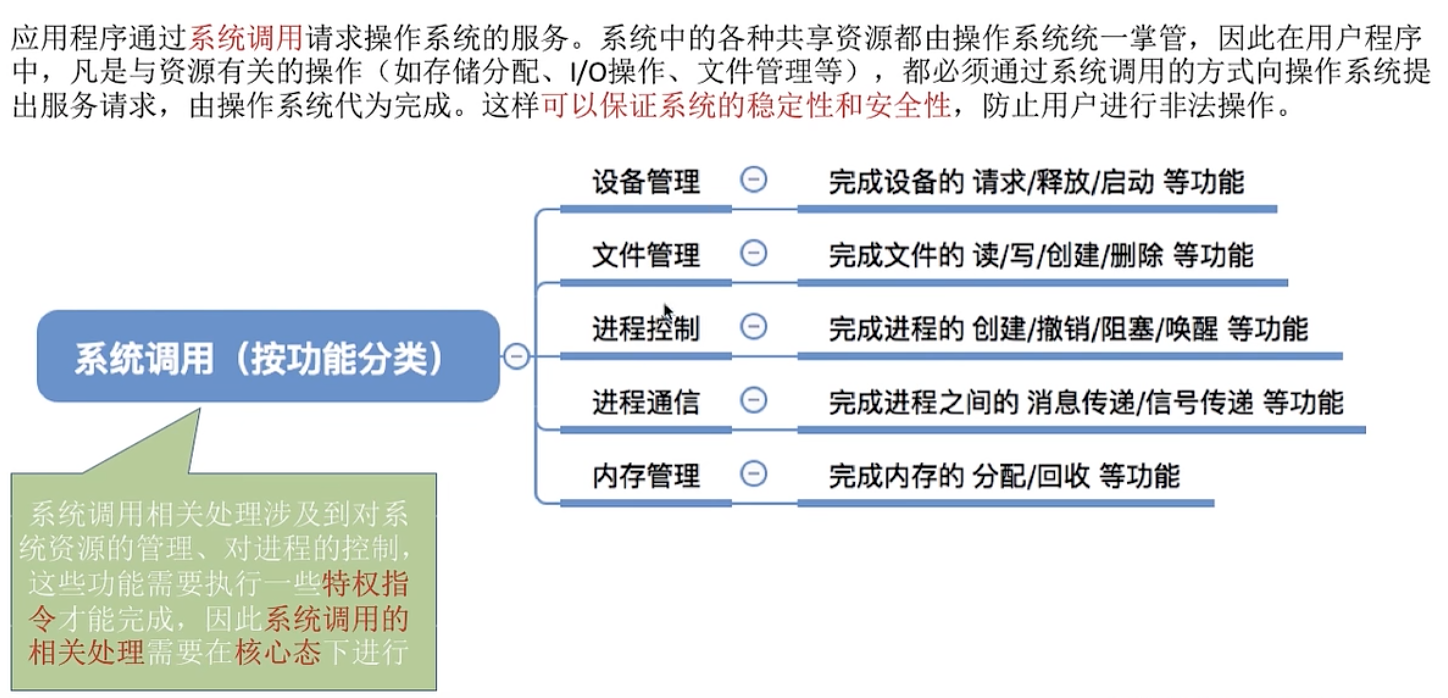 应用程序通过系统调用请求操作系统的服务。系统中的各种共享资源都由操作系统统一掌管，因此在用户程序
中，凡是与资源有关的操作（如存储分配、I/O操作、文件管理等），都必须通过系统调用的方式向操作系统提
出服务请求，由操作系统代为完成。这样可以保证系统的稳定性和安全性，防止用户进行非法操作。
设备管理 完成设备的 请求/释放/启动 等功能
文件管理 完成文件的 读/写/创建/删除 等功能
进程控制 完成进程的 创建/撤销/阻塞/唤醒 等功能
系统调用（按功能分类）
进程通信 完成进程之间的 消息传递/信号传递 等功能
内存管理 完成内存的 分配/回收 等功能
系统调用相关处理涉及到对系
统资源的管理、对进程的控制，
这些功能需要执行一些特权指
令才能完成，因此系统调用的
相关处理需要在核心态下进行